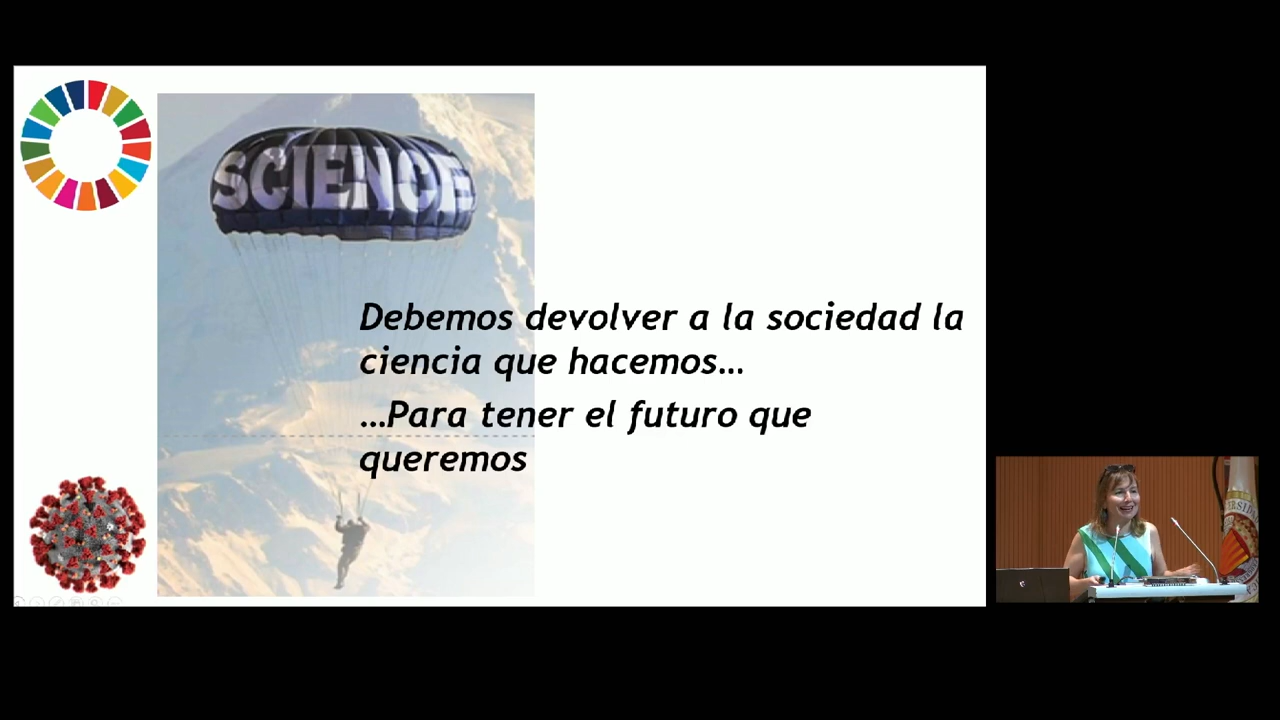 SCIENCE
Debemos devolver a la sociedad la
ciencia que hacemos…
…Para tener el futuro que
queremos